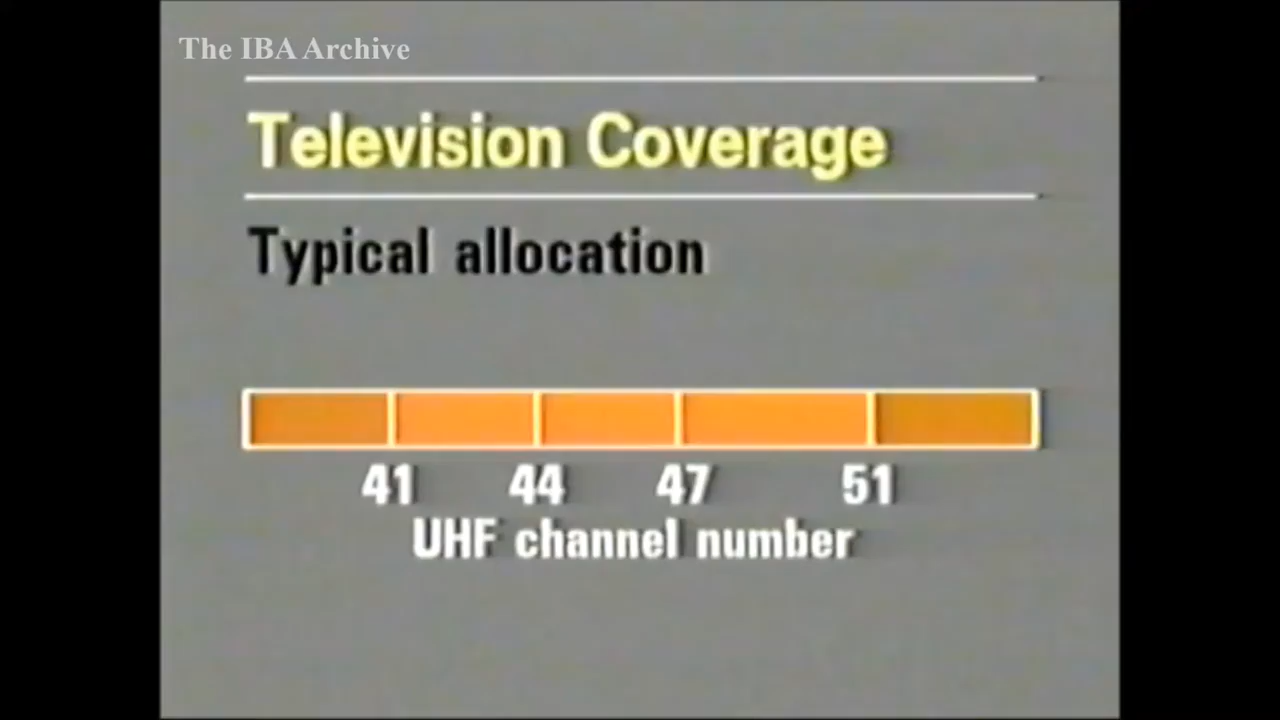 The IBA Archive
Television Coverage
Typical allocation
41 44 47 51
UHF channel number